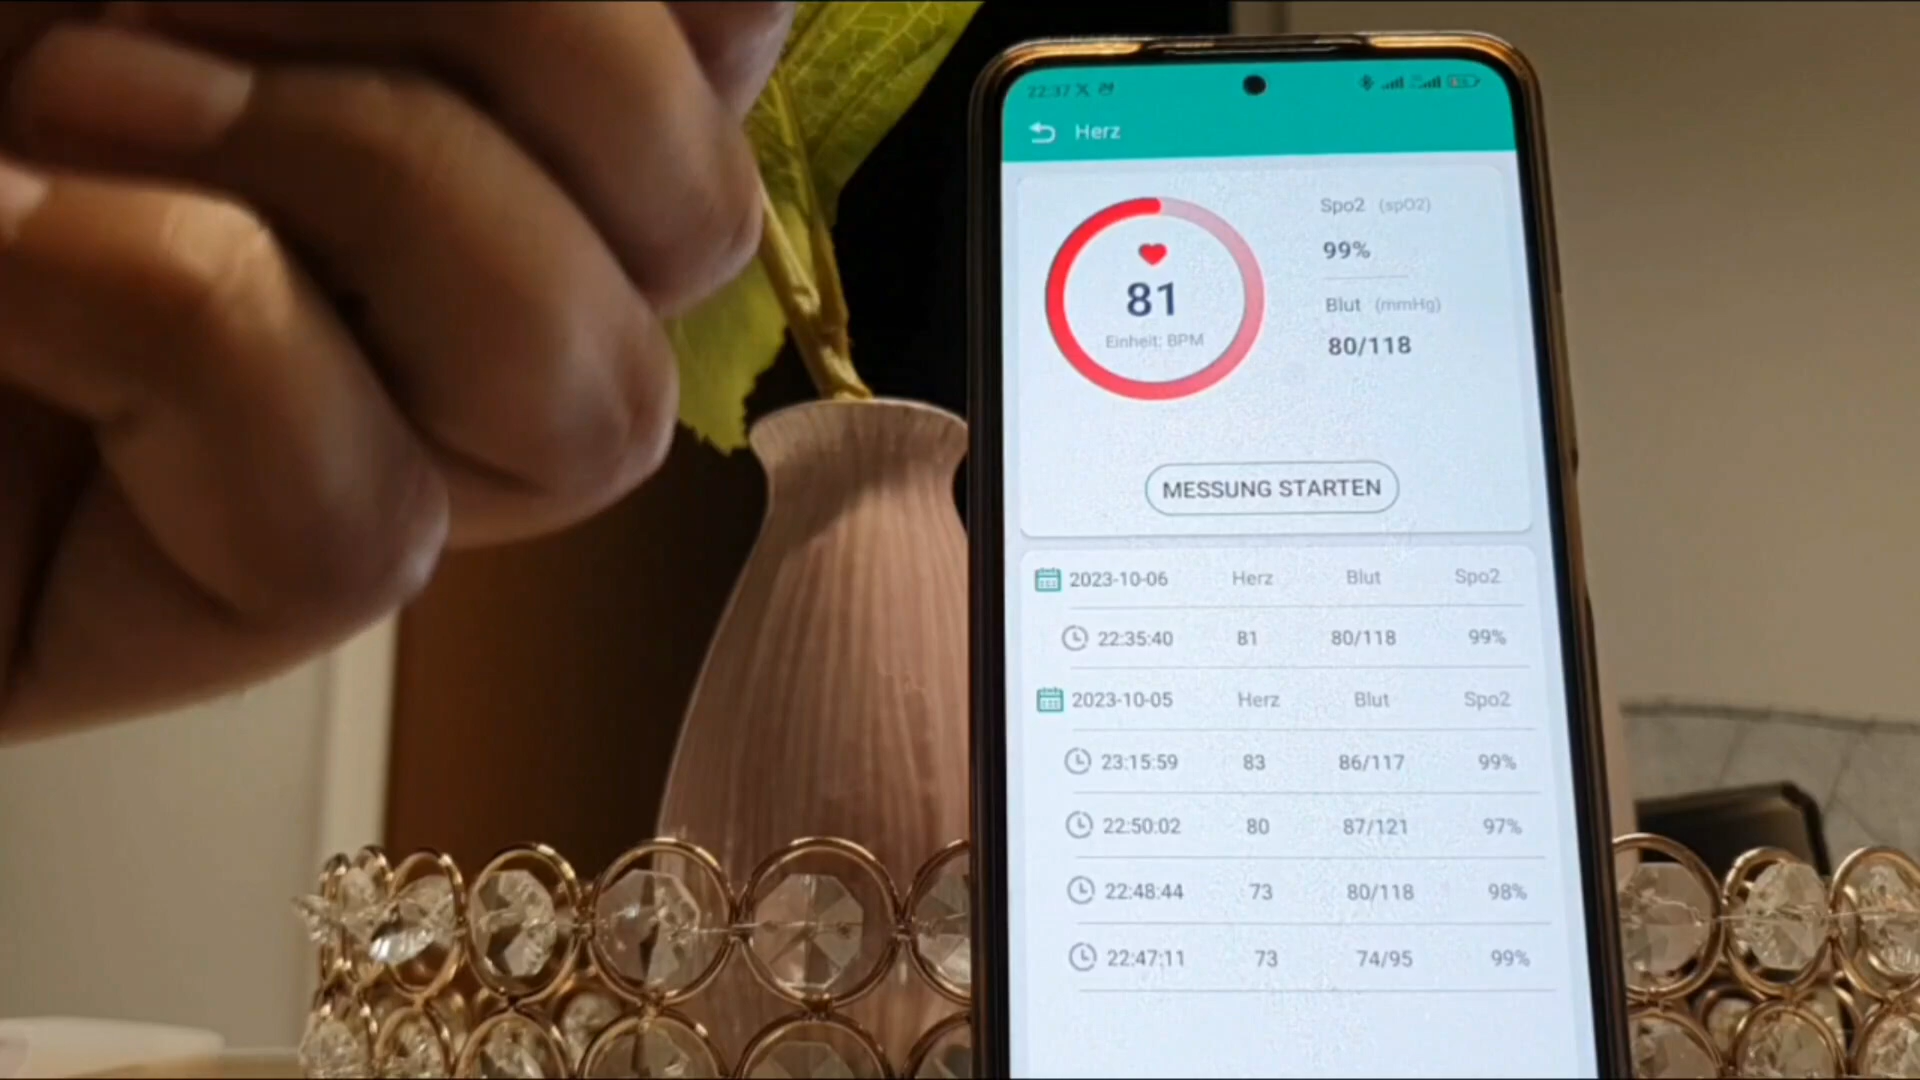 22:37
Herz
Spo2 (spO2)
99%
81
Einheit: BPM
Blut (mmHg)
80/118
MESSUNG STARTEN
2023-10-06 Herz Blut Spo2
22:35:40 81 80/118 99%
2023-10-05 Herz Blut Spo2
23:15:59 83 86/117 99%
22:50:02 80 87/121 97%
22:48:44 73 80/118 98%
22:47:11 73 74/95 99%